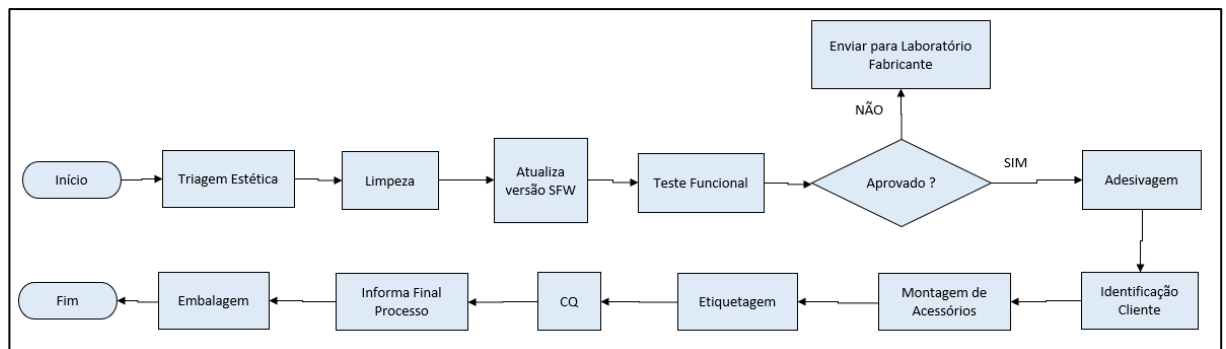 Enviar para Laboratório
Fabricante
NÃO
Início
Triagem Estética
Limpeza
Atualiza
versão SFW
Teste Funcional
Aprovado ?
SIM
Adesivagem
Identificação
Cliente
Montagem de
Acessórios
Etiquetagem
CQ
Informa Final
Processo
Embalagem
Fim